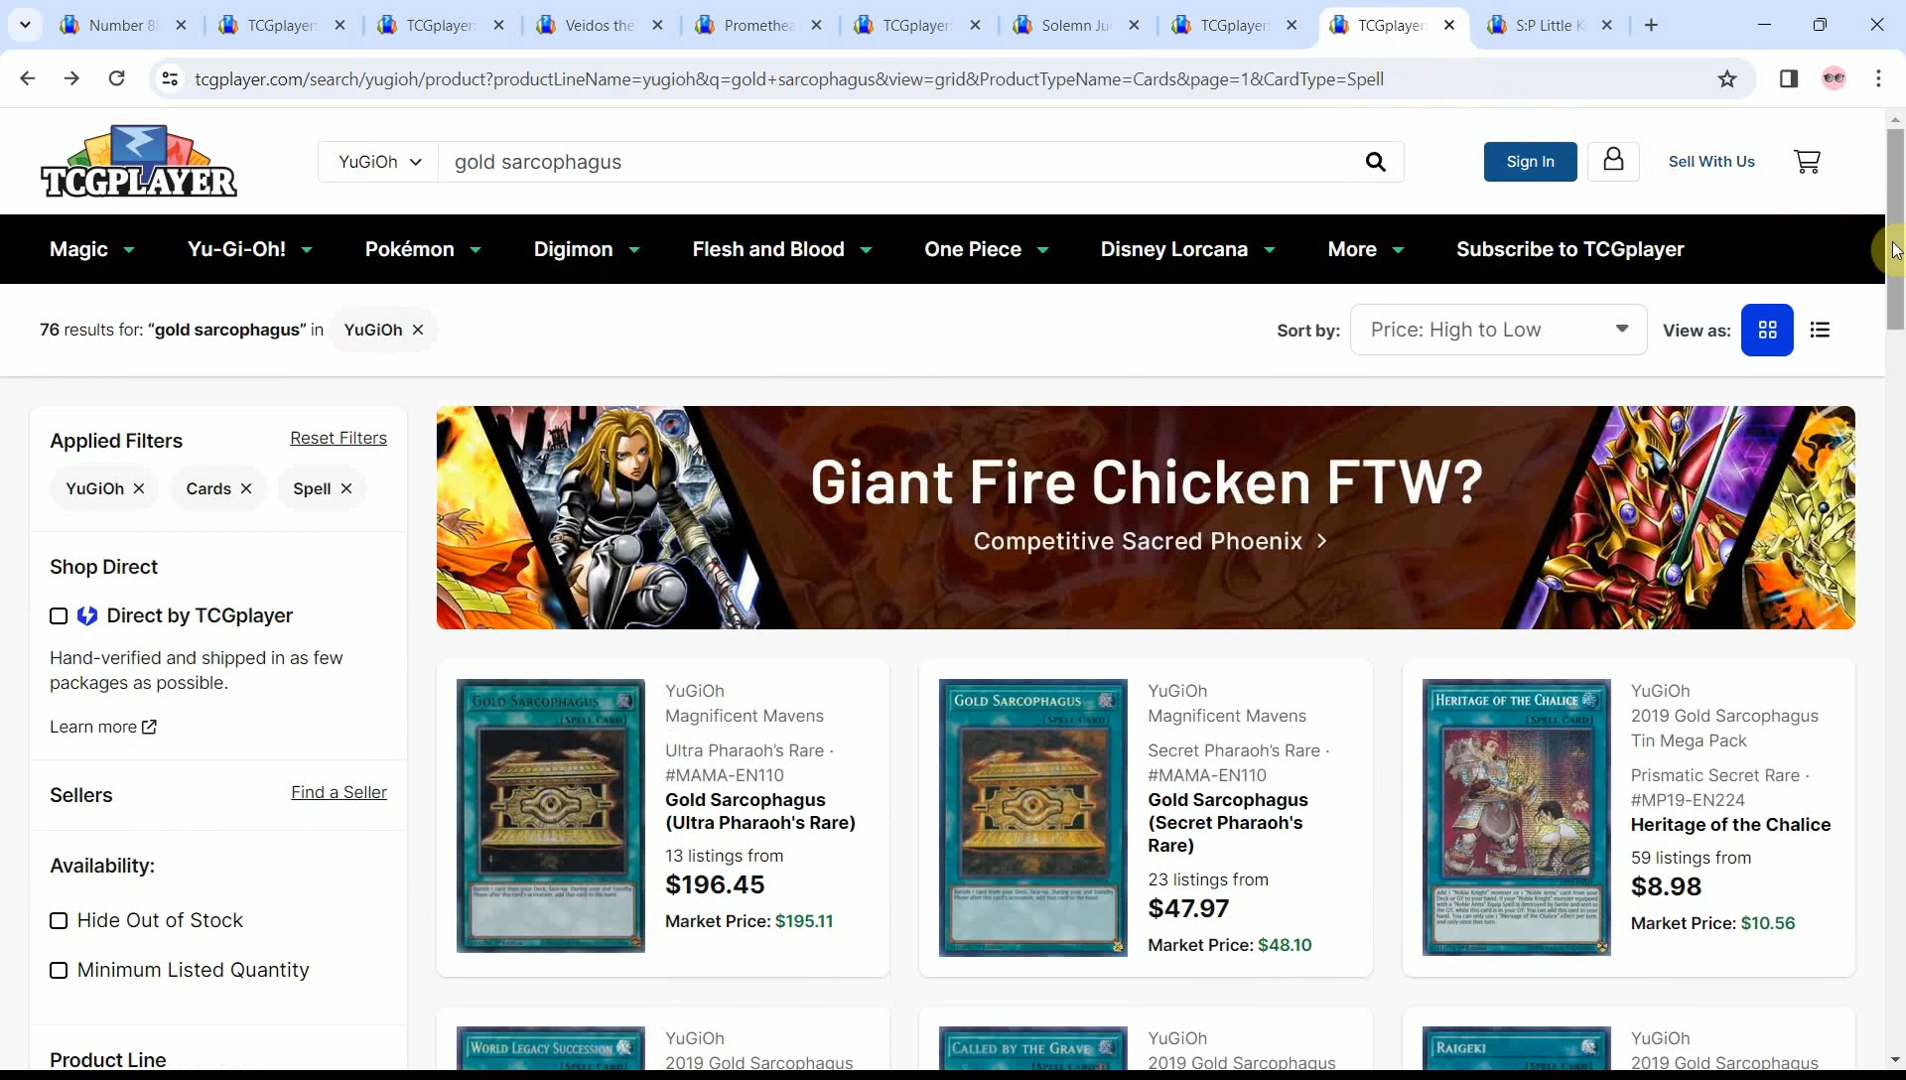 Number 8
TCGplayer
TCGplayer
Veidos the
Promethea
TCGplayer
Solemn Ju
TCGplayer
TCGplayer
S:P Little K
tcgplayer.com/search/yugioh/product?productLineName=yugioh&q=gold+sarcophagus&view=grid&ProductTypeName=Cards&page=1&CardType=Spell
TCGPLAYER
YuGiOh
gold sarcophagus
Sign In
Sell With Us
Magic
Yu-Gi-Oh!
Pokémon
Digimon
Flesh and Blood
One Piece
Disney Lorcana
More
Subscribe to TCGplayer
76 results for: “gold sarcophagus” in YuGiOh
Sort by: Price: High to Low
View as:
Applied Filters
Reset Filters
YuGiOh
Cards
Spell
Shop Direct
Direct by TCGplayer
Hand-verified and shipped in as few
packages as possible.
Learn more
Sellers
Find a Seller
Availability:
Hide Out of Stock
Minimum Listed Quantity
Product Line
Giant Fire Chicken FTW?
Competitive Sacred Phoenix
GOLD SARCOPHAGUS
[SPELL CARD]
YuGiOh
Magnificent Mavens
Ultra Pharaoh's Rare ·
#MAMA-EN110
Gold Sarcophagus
(Ultra Pharaoh's Rare)
13 listings from
$196.45
Market Price: $195.11
GOLD SARCOPHAGUS
[SPELL CARD]
YuGiOh
Magnificent Mavens
Secret Pharaoh's Rare ·
#MAMA-EN110
Gold Sarcophagus
(Secret Pharaoh's
Rare)
23 listings from
$47.97
Market Price: $48.10
HERITAGE OF THE CHALICE
[SPELL CARD]
YuGiOh
2019 Gold Sarcophagus
Tin Mega Pack
Prismatic Secret Rare ·
#MP19-EN224
Heritage of the Chalice
59 listings from
$8.98
Market Price: $10.56
WORLD LEGACY SUCCESSION
YuGiOh
2019 Gold Sarcophagus
CALLED BY THE GRAVE
YuGiOh
2019 Gold Sarcophagus
RAIGEKI
YuGiOh
2019 Gold Sarcophagus